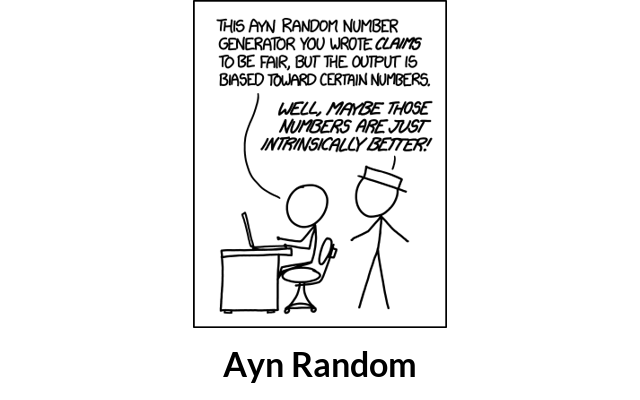 THIS AYN RANDOM NUMBER
GENERATOR YOU WROTE CLAIMS
TO BE FAIR, BUT THE OUTPUT IS
BIASED TOWARD CERTAIN NUMBERS.
WELL, MAYBE THOSE
NUMBERS ARE JUST
INTRINSICALLY BETTER!
Ayn Random